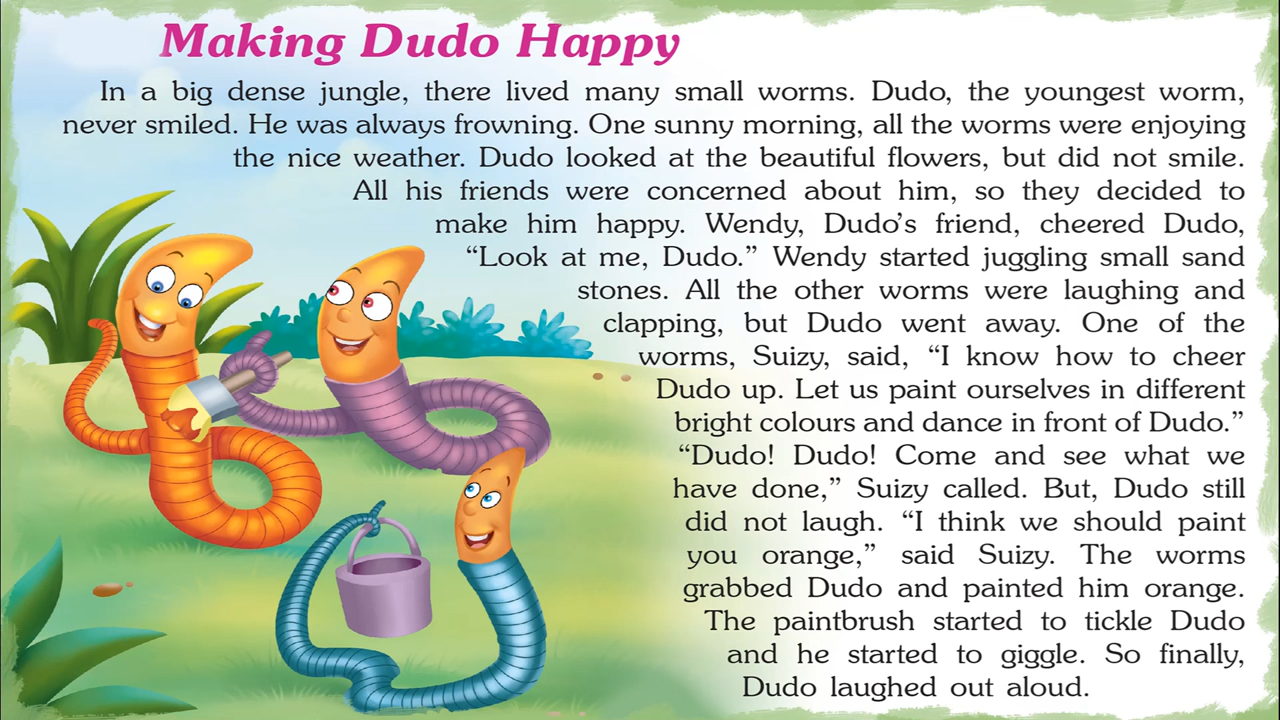 Making Dudo Happy
In a big dense jungle, there lived many small worms. Dudo, the youngest worm,
never smiled. He was always frowning. One sunny morning, all the worms were enjoying
the nice weather. Dudo looked at the beautiful flowers, but did not smile.
All his friends were concerned about him, so they decided to
make him happy. Wendy, Dudo’s friend, cheered Dudo,
“Look at me, Dudo.” Wendy started juggling small sand
stones. All the other worms were laughing and
clapping, but Dudo went away. One of the
worms, Suizy, said, “I know how to cheer
Dudo up. Let us paint ourselves in different
bright colours and dance in front of Dudo.”
“Dudo! Dudo! Come and see what we
have done,” Suizy called. But, Dudo still
did not laugh. “I think we should paint
you orange,” said Suizy. The worms
grabbed Dudo and painted him orange.
The paintbrush started to tickle Dudo
and he started to giggle. So finally,
Dudo laughed out aloud.